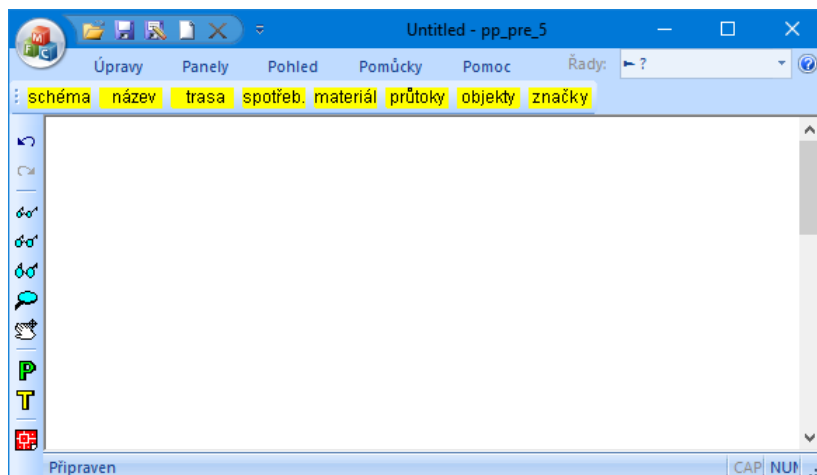 Untitled - pp_pre_5
Úpravy Panely Pohled Pomůcky Pomoc Řady: ?
schéma název trasa spotřeb. materiál průtoky objekty značky
P
T
Připraven CAP NUM